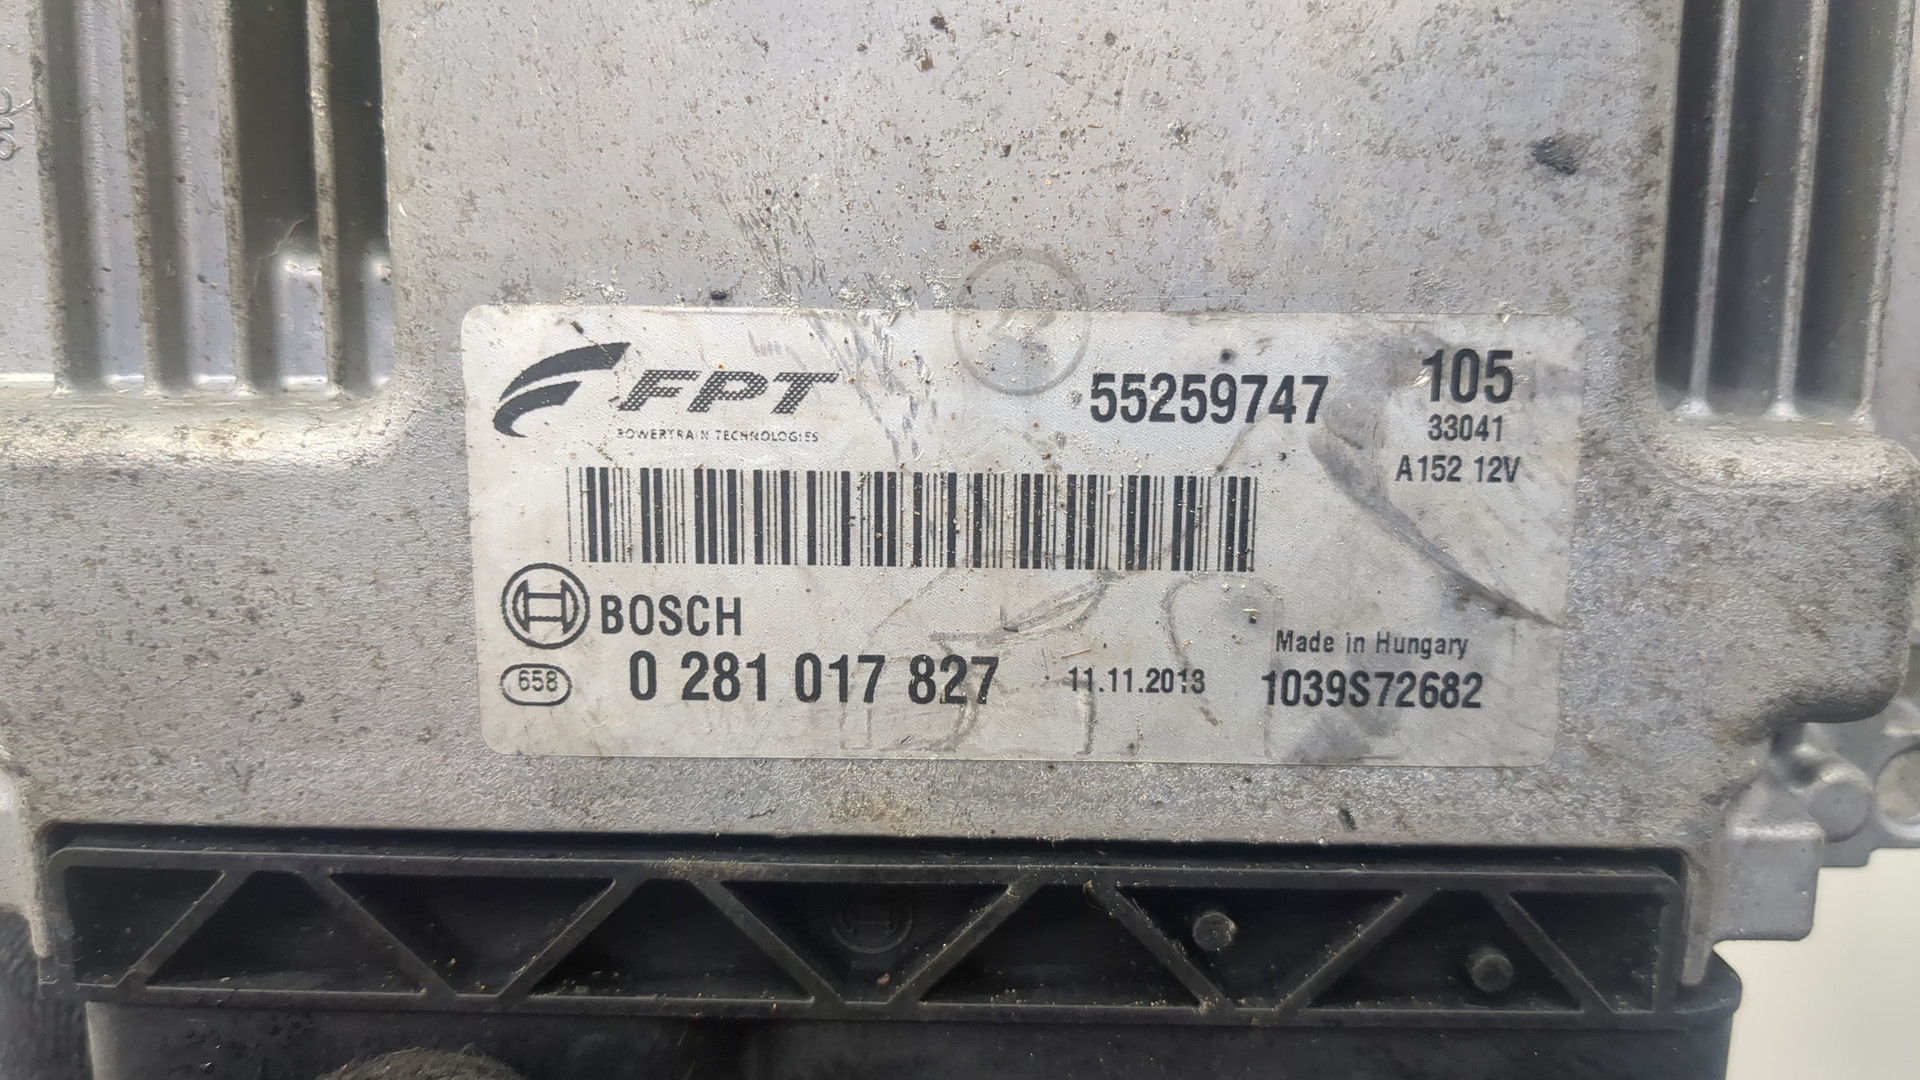 FPT
POWERTRAIN TECHNOLOGIES
55259747
105
33041
A152 12V
BOSCH
658
0 281 017 827
11.11.2013
Made in Hungary
1039S72682